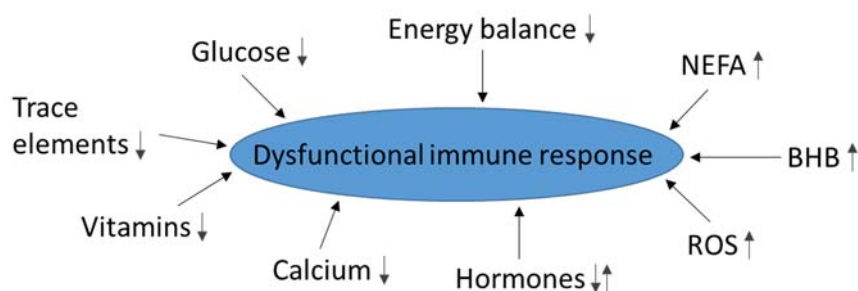 Energy balance ↓
Glucose ↓
NEFA ↑
Trace
elements ↓
Dysfunctional immune response
BHB ↑
Vitamins ↓
ROS ↑
Calcium ↓
Hormones ↓↑